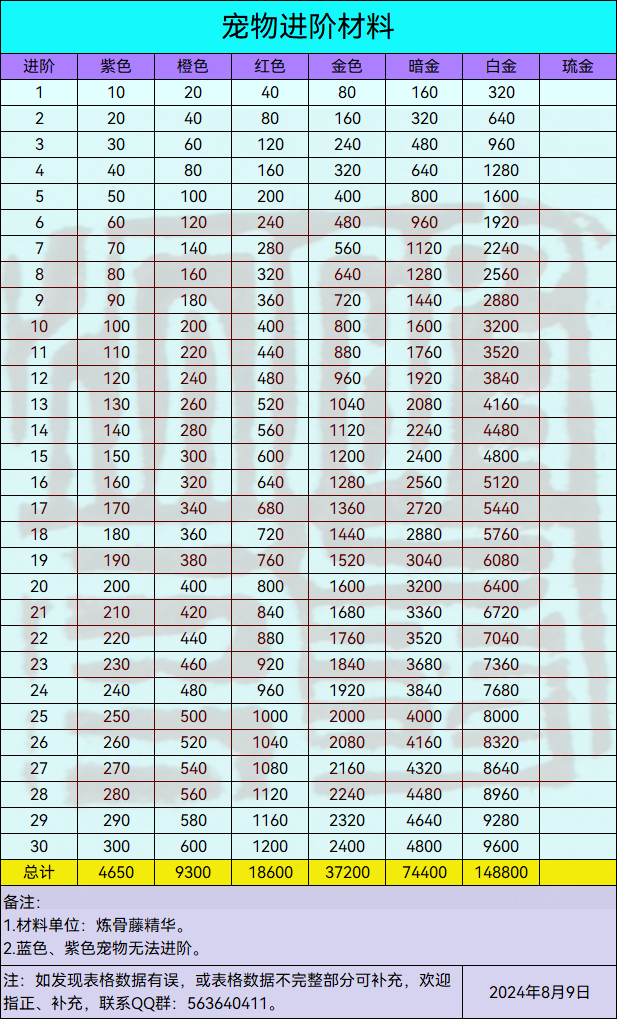 宠物进阶材料
进阶 紫色 橙色 红色 金色 暗金 白金 琉金
1 10 20 40 80 160 320
2 20 40 80 160 320 640
3 30 60 120 240 480 960
4 40 80 160 320 640 1280
5 50 100 200 400 800 1600
6 60 120 240 480 960 1920
7 70 140 280 560 1120 2240
8 80 160 320 640 1280 2560
9 90 180 360 720 1440 2880
10 100 200 400 800 1600 3200
11 110 220 440 880 1760 3520
12 120 240 480 960 1920 3840
13 130 260 520 1040 2080 4160
14 140 280 560 1120 2240 4480
15 150 300 600 1200 2400 4800
16 160 320 640 1280 2560 5120
17 170 340 680 1360 2720 5440
18 180 360 720 1440 2880 5760
19 190 380 760 1520 3040 6080
20 200 400 800 1600 3200 6400
21 210 420 840 1680 3360 6720
22 220 440 880 1760 3520 7040
23 230 460 920 1840 3680 7360
24 240 480 960 1920 3840 7680
25 250 500 1000 2000 4000 8000
26 260 520 1040 2080 4160 8320
27 270 540 1080 2160 4320 8640
28 280 560 1120 2240 4480 8960
29 290 580 1160 2320 4640 9280
30 300 600 1200 2400 4800 9600
总计 4650 9300 18600 37200 74400 148800
备注：
1.材料单位：炼骨藤精华。
2.蓝色、紫色宠物无法进阶。
注：如发现表格数据有误，或表格数据不完整部分可补充，欢迎
指正、补充，联系QQ群：563640411。
2024年8月9日